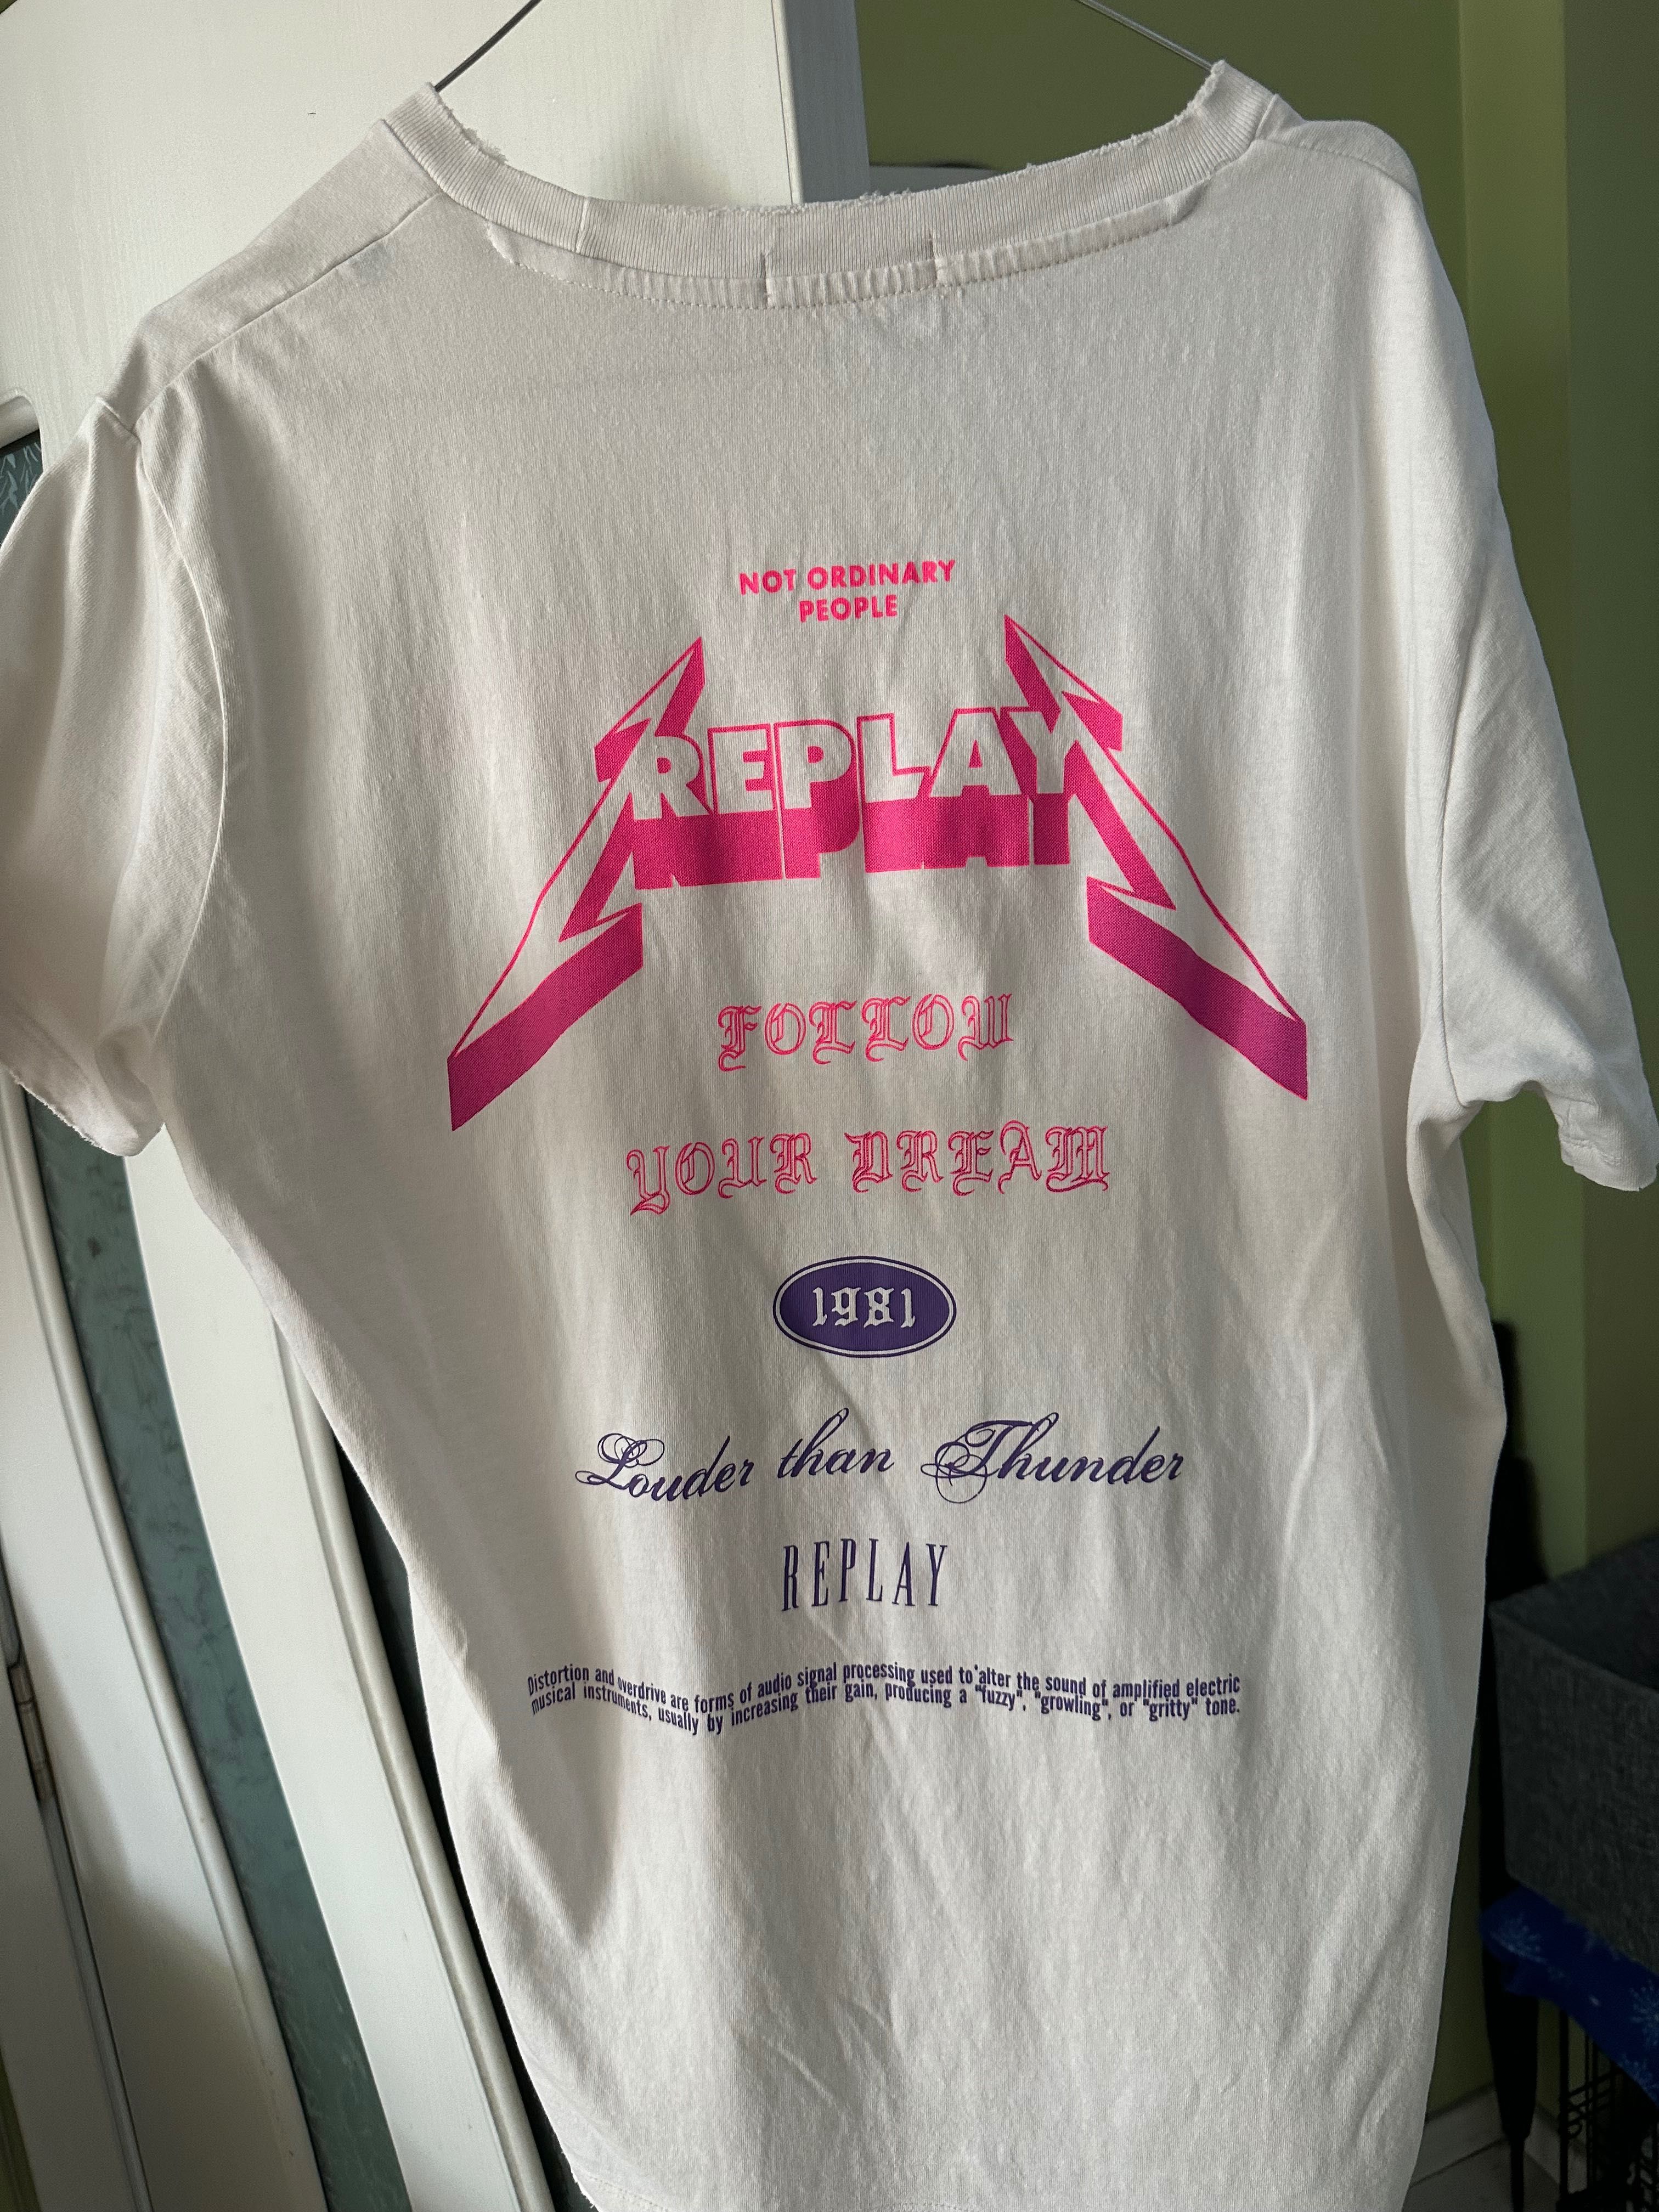 NOT ORDINARY
PEOPLE
REPLAY
FOLLOW
YOUR DREAM
1981
Louder than Thunder
REPLAY
Distortion and overdrive are forms of audio signal processing used to alter the sound of amplified electric
musical instruments, usually by increasing their gain, producing a "fuzzy", "growling", or "gritty" tone.